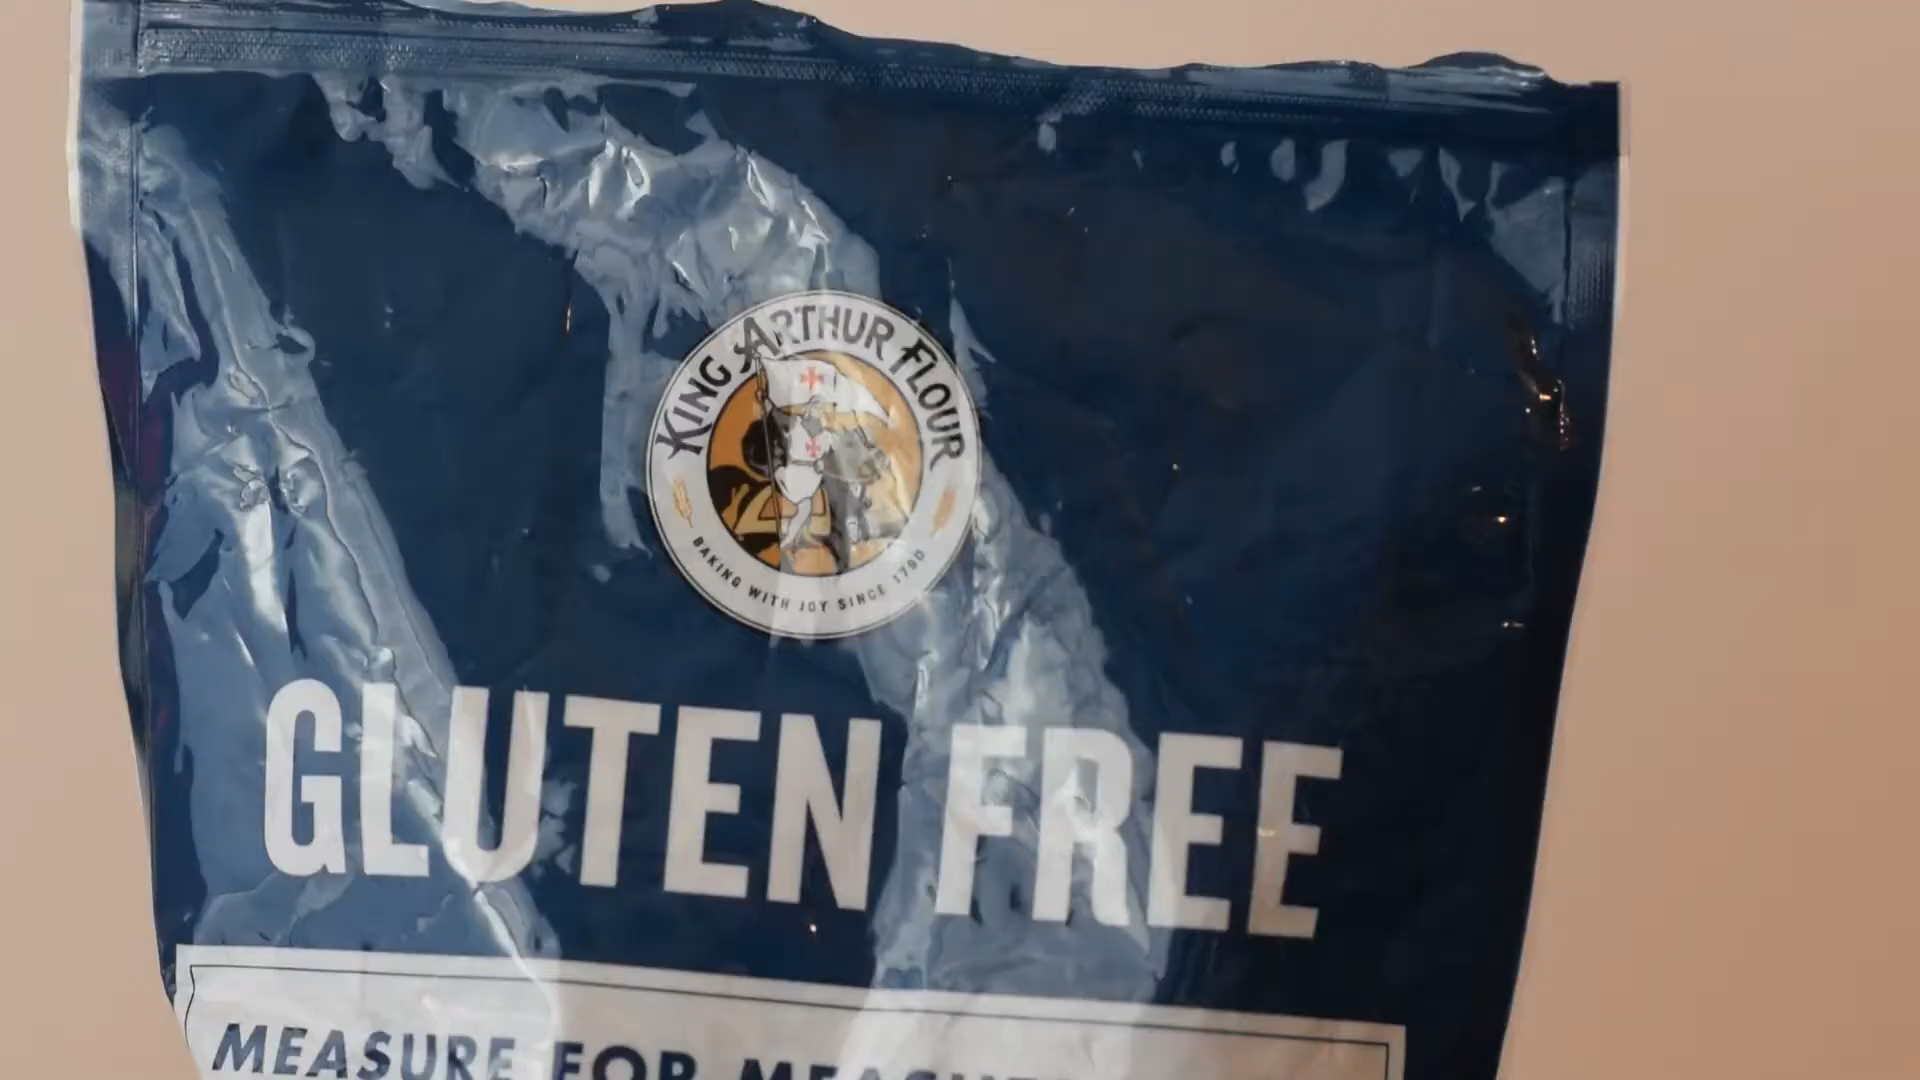 KING ARTHUR FLOUR
BAKING WITH JOY SINCE 1790
GLUTEN FREE
MEASURE FOR